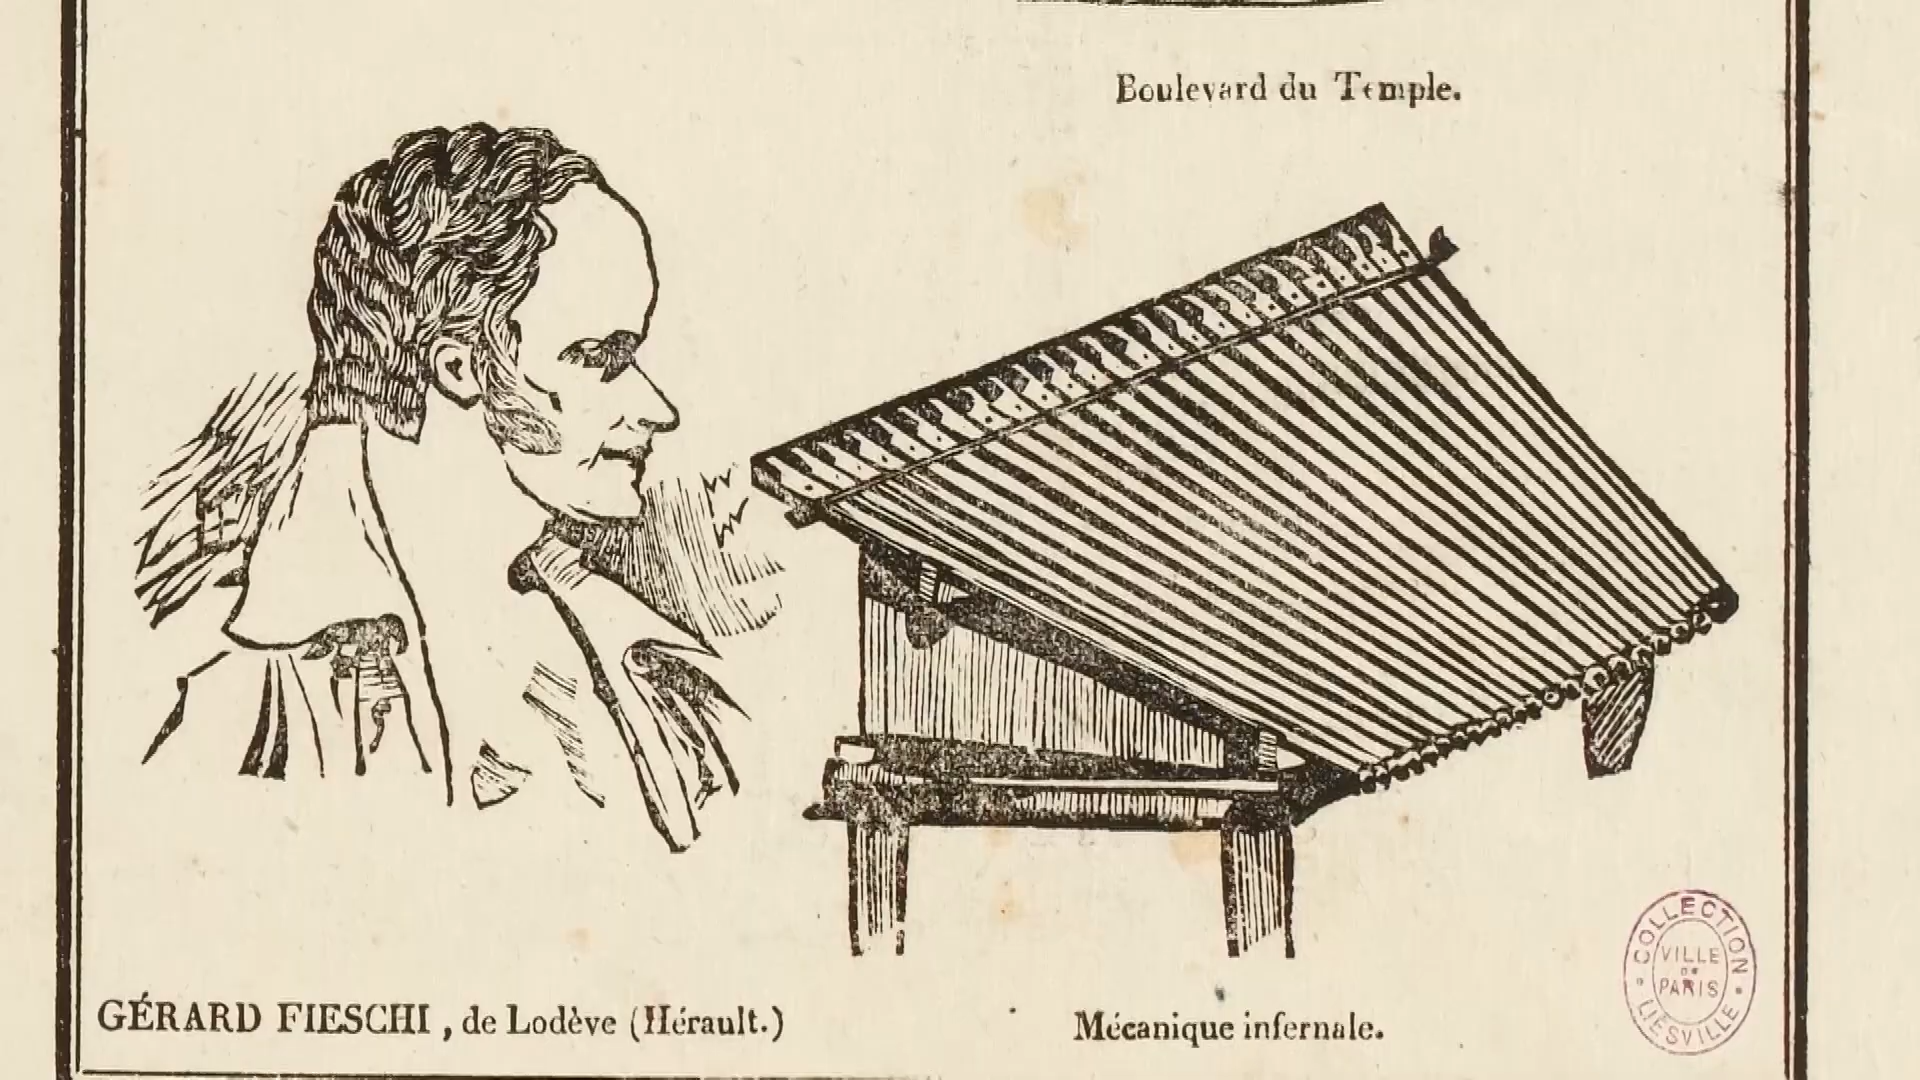 Boulevard du Temple.
GÉRARD FIESCHI, de Lodève (Hérault.)
Mécanique infernale.
COLLECTION
VILLE
DE
PARIS
LIESVILLE